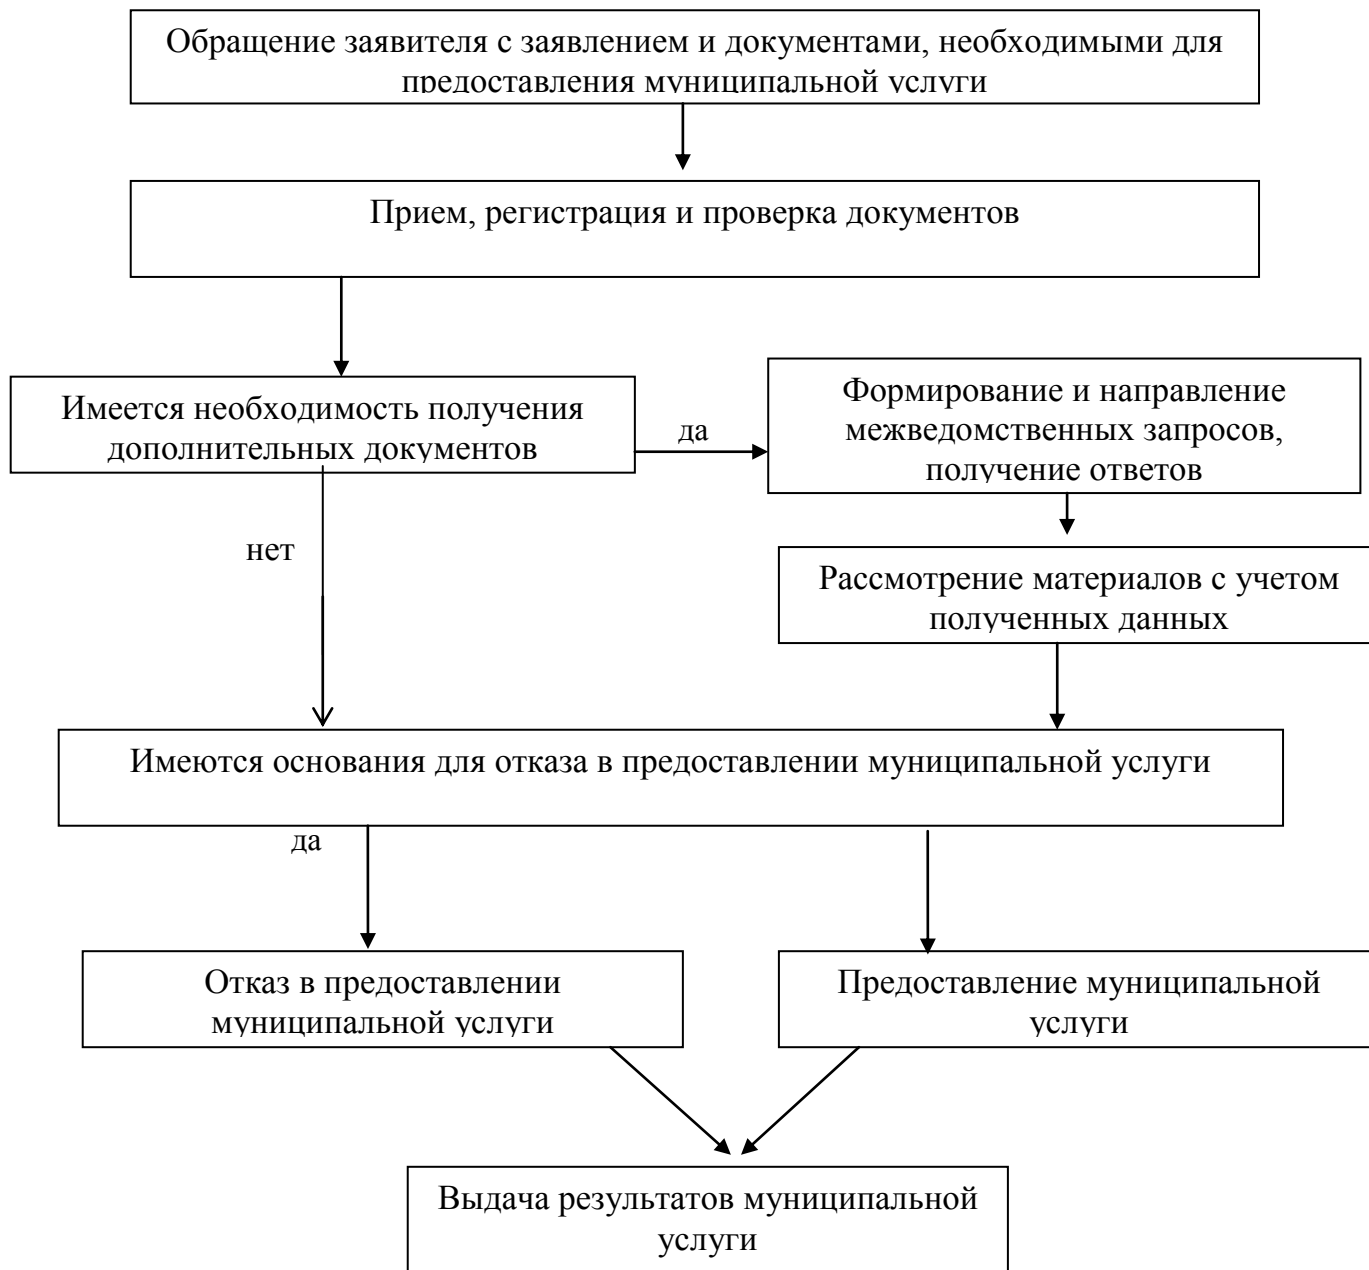 Обращение заявителя с заявлением и документами, необходимыми для
предоставления муниципальной услуги
Прием, регистрация и проверка документов
Имеется необходимость получения
дополнительных документов
да
Формирование и направление
межведомственных запросов,
получение ответов
нет
Рассмотрение материалов с учетом
полученных данных
Имеются основания для отказа в предоставлении муниципальной услуги
да
Отказ в предоставлении
муниципальной услуги
Предоставление муниципальной
услуги
Выдача результатов муниципальной
услуги